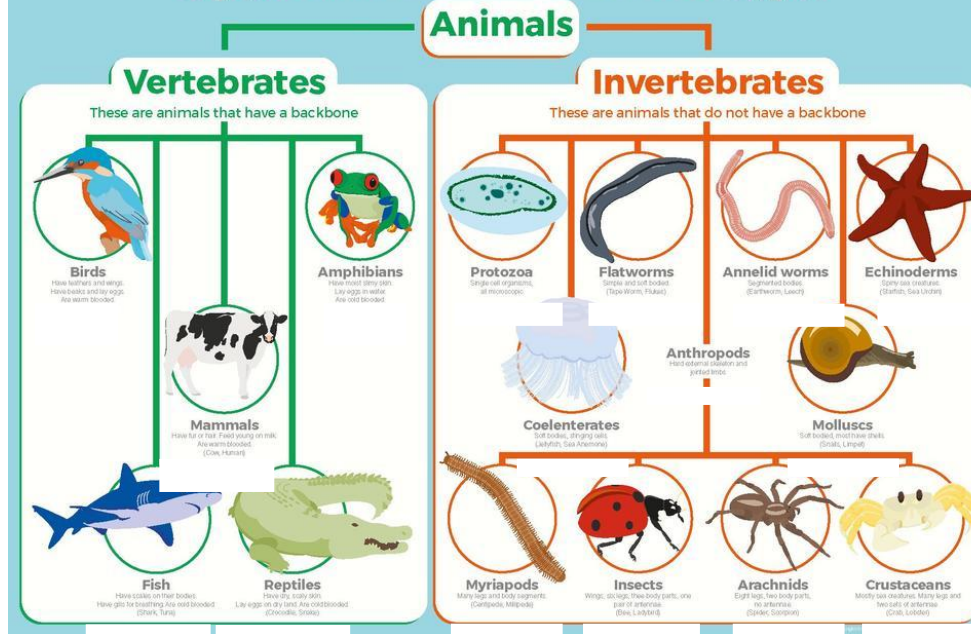 Animals
Vertebrates
These are animals that have a backbone
Invertebrates
These are animals that do not have a backbone
Birds
Have feathers and wings.
Have beaks and lay eggs.
Are warm blooded.
Amphibians
Have moist slimy skin.
Lay eggs in water.
Are cold blooded.
Mammals
Have fur or hair. Feed young on milk.
Are warm blooded.
(Cow, Human)
Fish
Have scales on their bodies.
Have gills for breathing. Are cold blooded
(Shark, Tuna)
Reptiles
Have dry, scaly skin.
Lay eggs on dry land. Are cold blooded
(Crocodile, Snake)
Protozoa
Single cell organisms,
all microscopic.
Flatworms
Simple and soft bodied.
(Tape Worm, Flukes)
Annelid worms
Segmented bodies.
(Earthworm, Leech)
Echinoderms
Spiny sea creatures.
(Starfish, Sea Urchin)
Coelenterates
Soft bodies, stinging cells.
(Jellyfish, Sea Anemone)
Anthropods
Hard external skeleton and
jointed limbs.
Molluscs
Soft bodied, most have shells.
(Snails, Limpet)
Myriapods
Many legs and body segments.
(Centipede, Millipede)
Insects
Wings, six legs, three body parts, one
pair of antennae.
(Bee, Ladybird)
Arachnids
Eight legs, two body parts,
no antennae.
(Spider, Scorpion)
Crustaceans
Mostly sea creatures. Many legs and
two sets of antennae.
(Crab, Lobster)